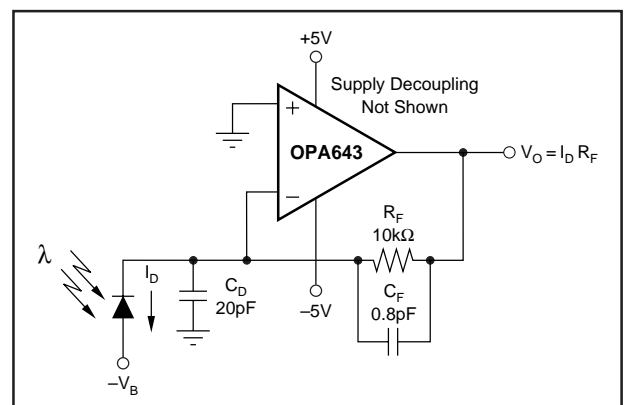 +5V
Supply Decoupling
Not Shown
+
OPA643
−
V_O = I_D R_F
R_F
10kΩ
λ
I_D
C_D
20pF
−5V
C_F
0.8pF
−V_B